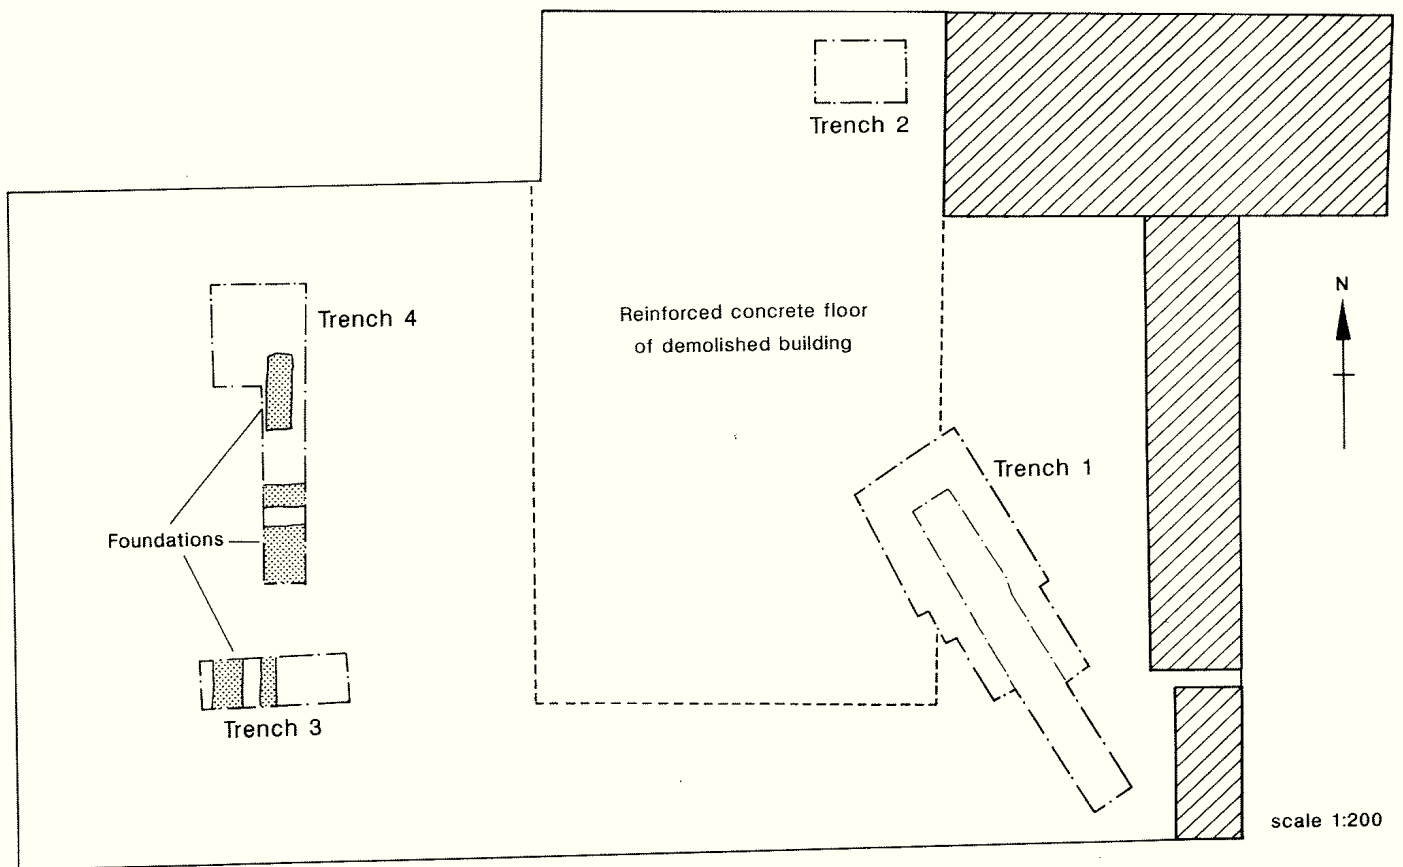 Trench 2
N
Trench 4
Reinforced concrete floor
of demolished building
Trench 1
Foundations
Trench 3
scale 1:200